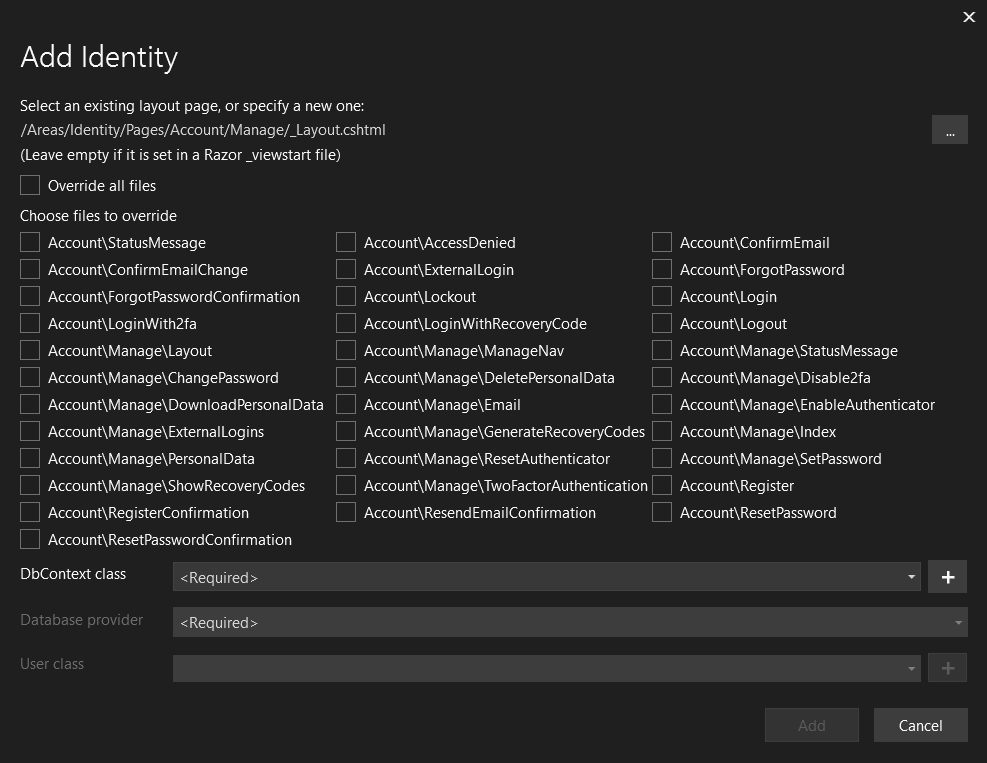 Add Identity
Select an existing layout page, or specify a new one:
/Areas/Identity/Pages/Account/Manage/_Layout.cshtml
...
(Leave empty if it is set in a Razor _viewstart file)
Override all files
Choose files to override
Account\StatusMessage Account\AccessDenied Account\ConfirmEmail
Account\ConfirmEmailChange Account\ExternalLogin Account\ForgotPassword
Account\ForgotPasswordConfirmation Account\Lockout Account\Login
Account\LoginWith2fa Account\LoginWithRecoveryCode Account\Logout
Account\Manage\Layout Account\Manage\ManageNav Account\Manage\StatusMessage
Account\Manage\ChangePassword Account\Manage\DeletePersonalData Account\Manage\Disable2fa
Account\Manage\DownloadPersonalData Account\Manage\Email Account\Manage\EnableAuthenticator
Account\Manage\ExternalLogins Account\Manage\GenerateRecoveryCodes Account\Manage\Index
Account\Manage\PersonalData Account\Manage\ResetAuthenticator Account\Manage\SetPassword
Account\Manage\ShowRecoveryCodes Account\Manage\TwoFactorAuthentication Account\Register
Account\RegisterConfirmation Account\ResendEmailConfirmation Account\ResetPassword
Account\ResetPasswordConfirmation
DbContext class <Required>
Database provider <Required>
User class
Add Cancel